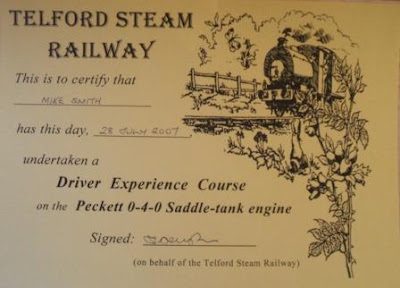 TELFORD STEAM
RAILWAY
This is to certify that
MIKE SMITH
has this day, 28 JULY 2007,
undertaken a
Driver Experience Course
on the Peckett 0-4-0 Saddle-tank engine
Signed:
(on behalf of the Telford Steam Railway)